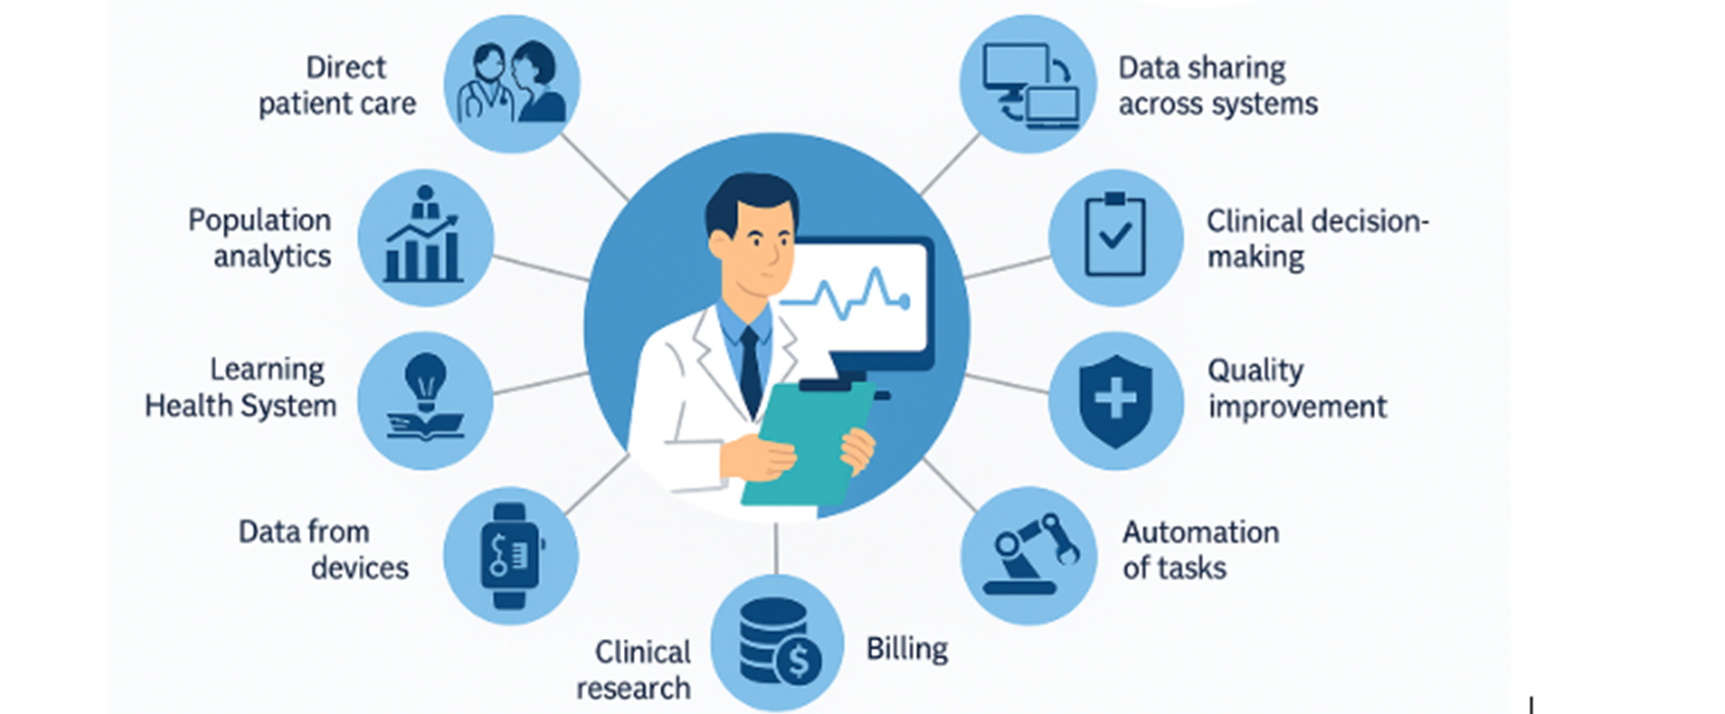 Direct
patient care
Data sharing
across systems
Population
analytics
Clinical decision-
making
Learning
Health System
Quality
improvement
Data from
devices
Automation
of tasks
Clinical
research
Billing
$